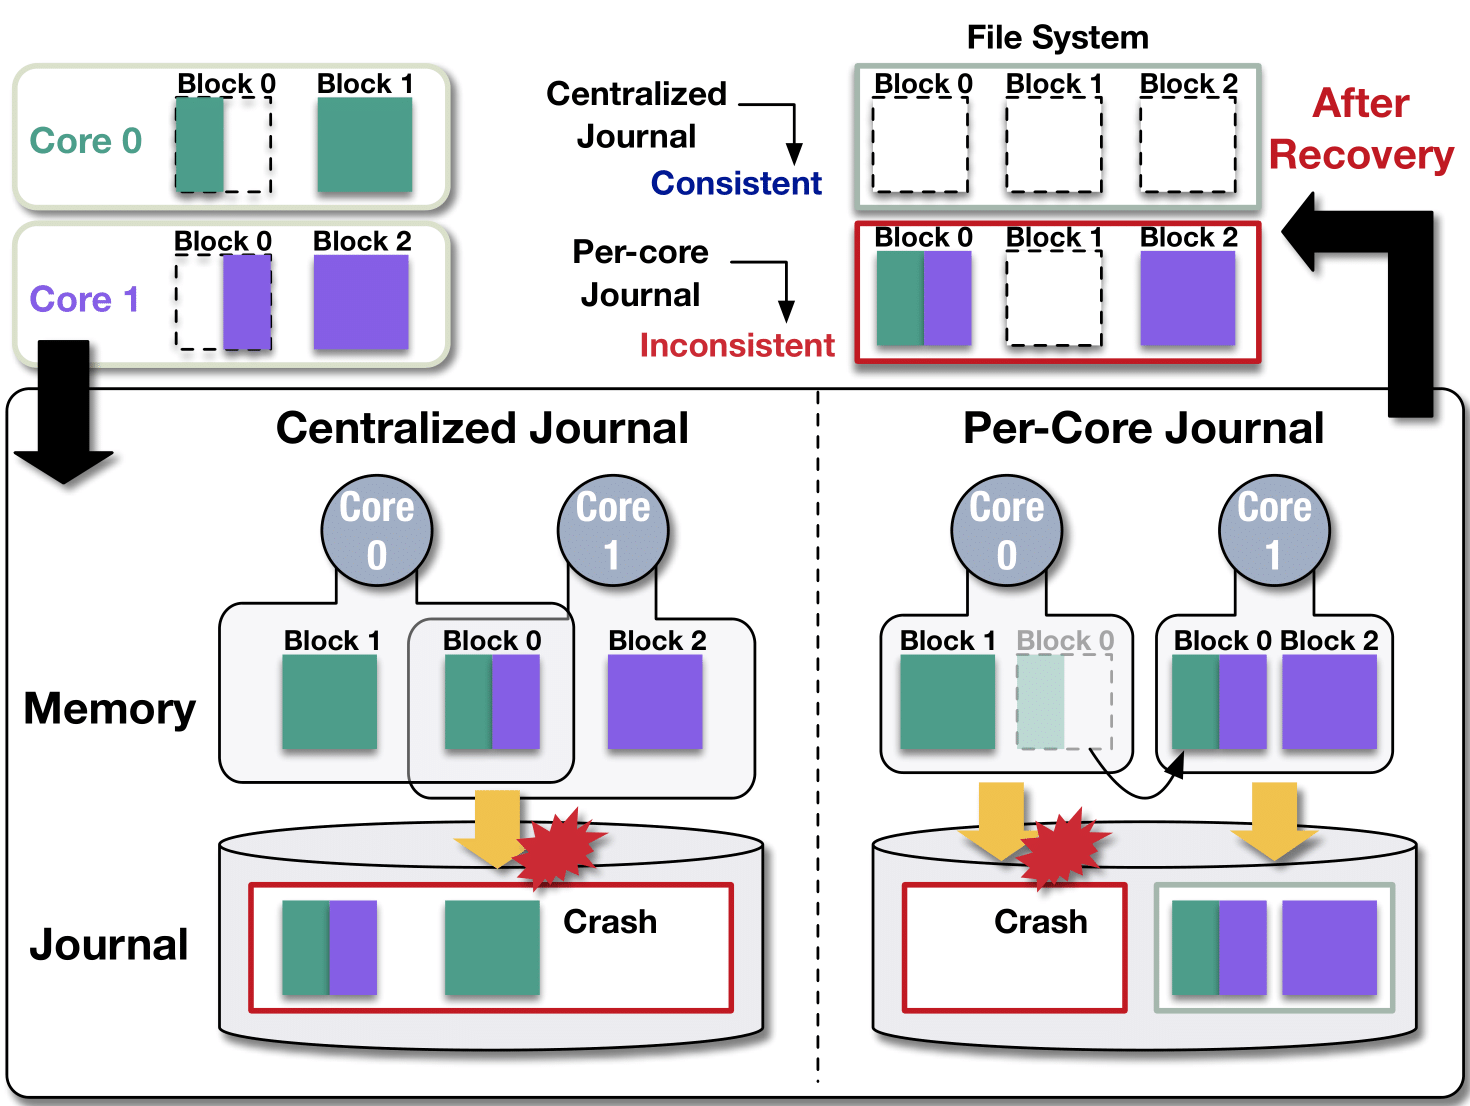 File System
Block 0 Block 1
Core 0
Centralized
Journal
Consistent
Block 0 Block 1 Block 2
After
Recovery
Block 0 Block 2
Core 1
Per-core
Journal
Inconsistent
Block 0 Block 1 Block 2
Centralized Journal
Per-Core Journal
Core
0
Core
1
Core
0
Core
1
Memory
Block 1 Block 0 Block 2
Block 1 Block 0
Block 0 Block 2
Journal
Crash
Crash